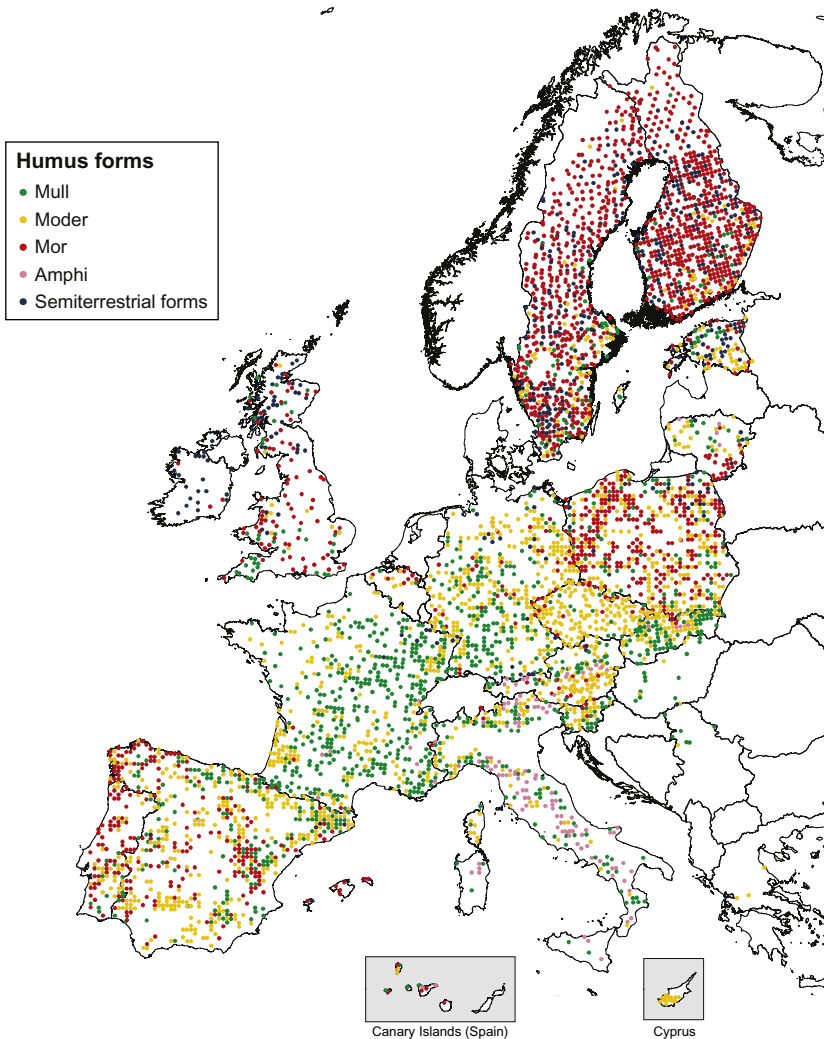 Humus forms
Mull
Moder
Mor
Amphi
Semiterrestrial forms
Canary Islands (Spain)
Cyprus